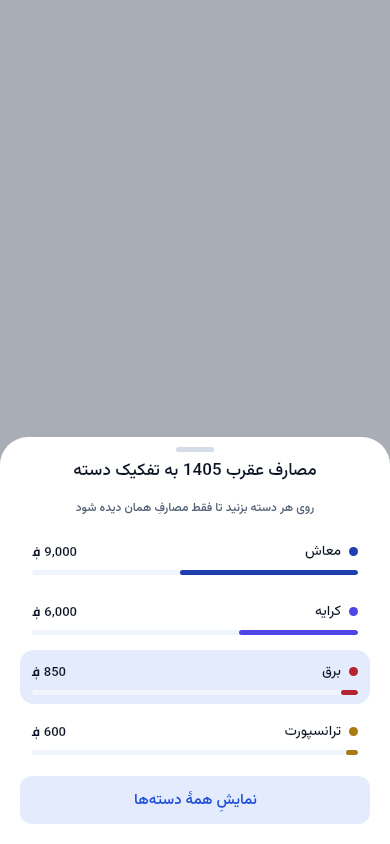 مصارف عقرب 1405 به تفکیک دسته
روی هر دسته بزنید تا فقط مصارفِ همان دیده شود
معاش 9,000 ؋
کرایه 6,000 ؋
برق 850 ؋
ترانسپورت 600 ؋
نمایشِ همهٔ دسته‌ها